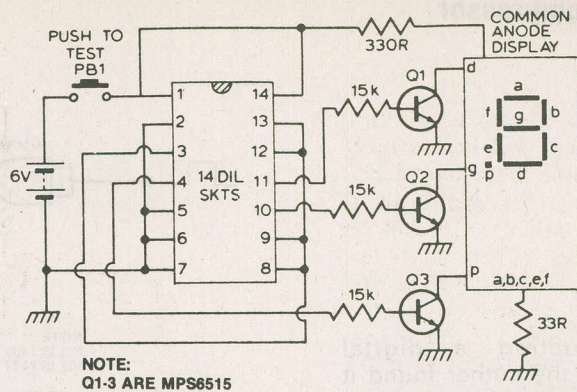 COMMON
ANODE
DISPLAY
PUSH TO
TEST
PB1
330R
6V
14 DIL
SKTS
1
2
3
4
5
6
7
14
13
12
11
10
9
8
15k
Q1
d
15k
Q2
g
15k
Q3
p
a
f
g
b
e
c
p
d
a,b,c,e,f
33R
NOTE:
Q1-3 ARE MPS6515